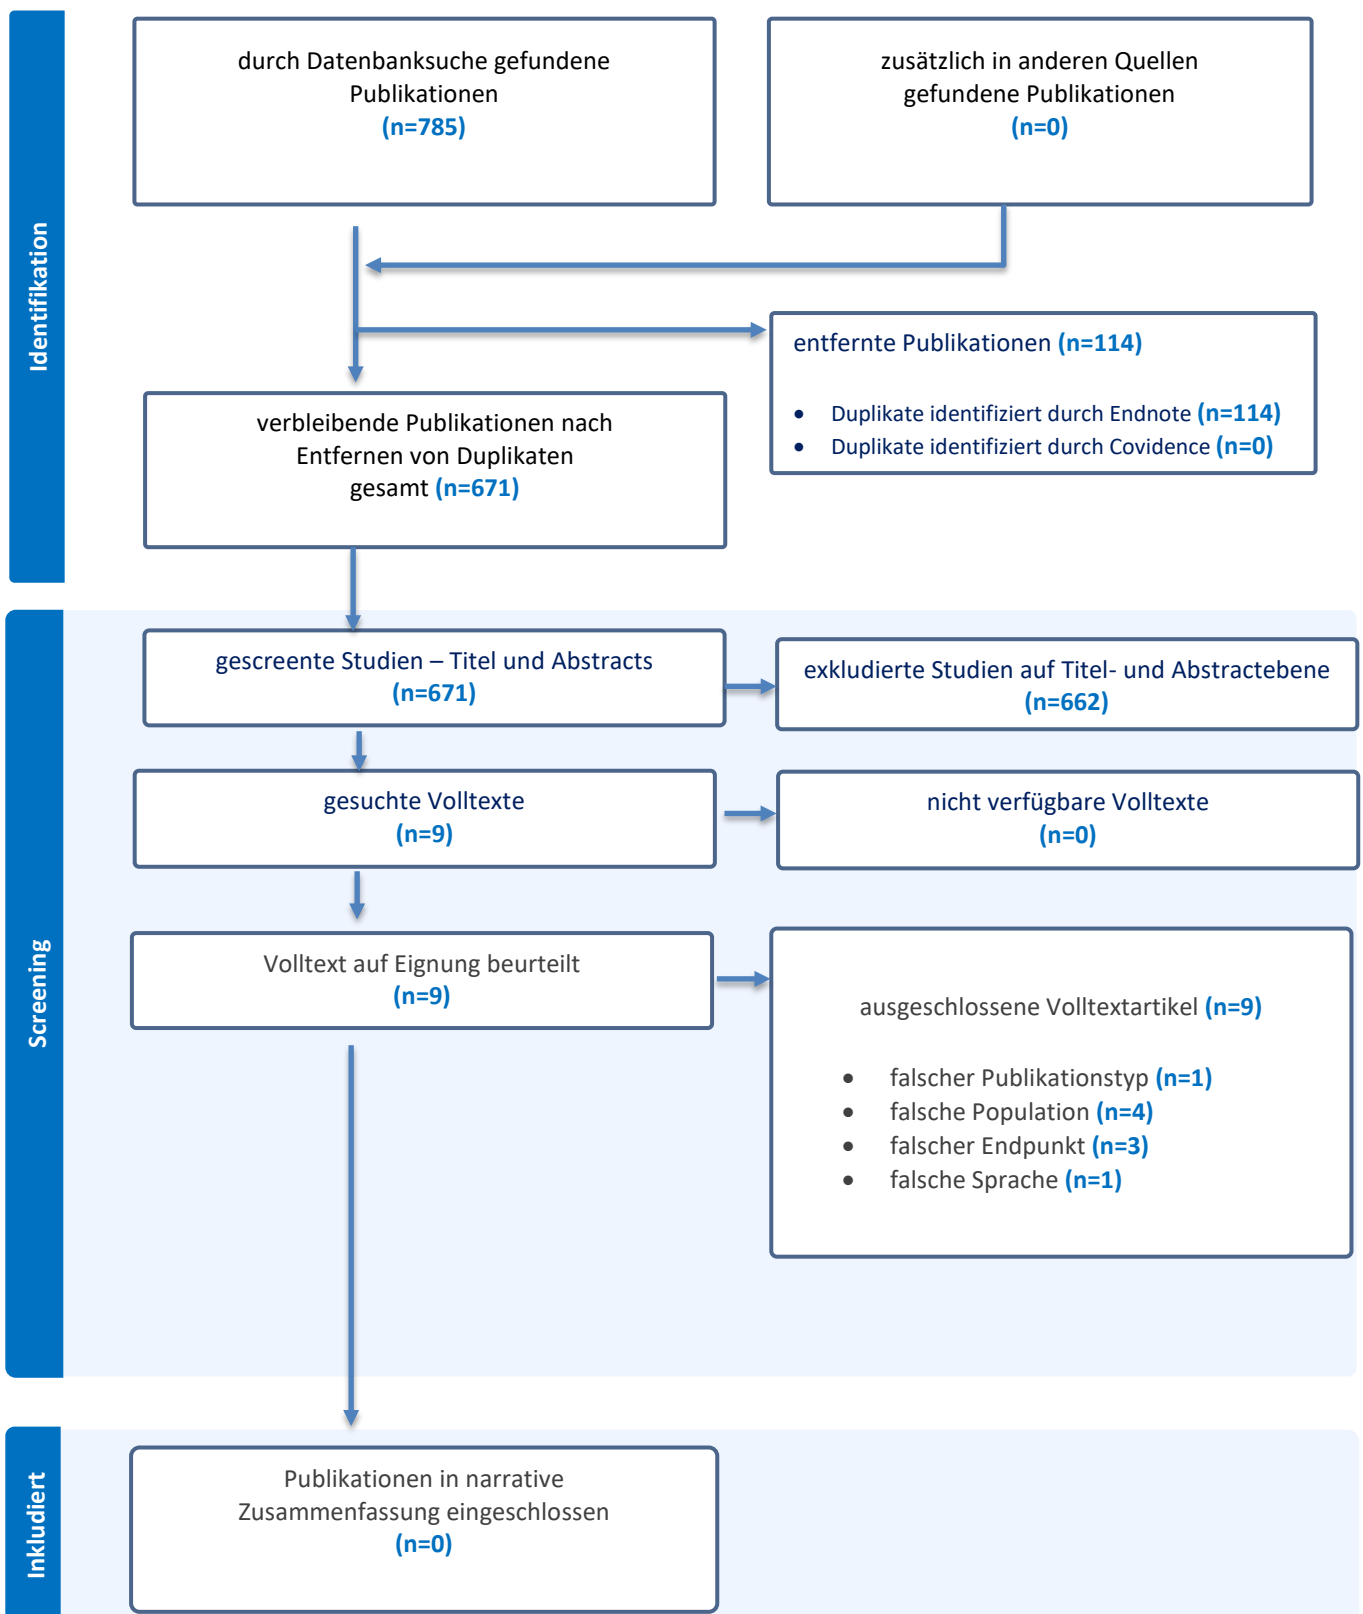 Identifikation
durch Datenbanksuche gefundene
Publikationen
(n=785)
zusätzlich in anderen Quellen
gefundene Publikationen
(n=0)
entfernte Publikationen (n=114)
• Duplikate identifiziert durch Endnote (n=114)
• Duplikate identifiziert durch Covidence (n=0)
verbleibende Publikationen nach
Entfernen von Duplikaten
gesamt (n=671)
Screening
gescreente Studien – Titel und Abstracts
(n=671)
exkludierte Studien auf Titel- und Abstractebene
(n=662)
gesuchte Volltexte
(n=9)
nicht verfügbare Volltexte
(n=0)
Volltext auf Eignung beurteilt
(n=9)
ausgeschlossene Volltextartikel (n=9)
• falscher Publikationstyp (n=1)
• falsche Population (n=4)
• falscher Endpunkt (n=3)
• falsche Sprache (n=1)
Inkludiert
Publikationen in narrative
Zusammenfassung eingeschlossen
(n=0)